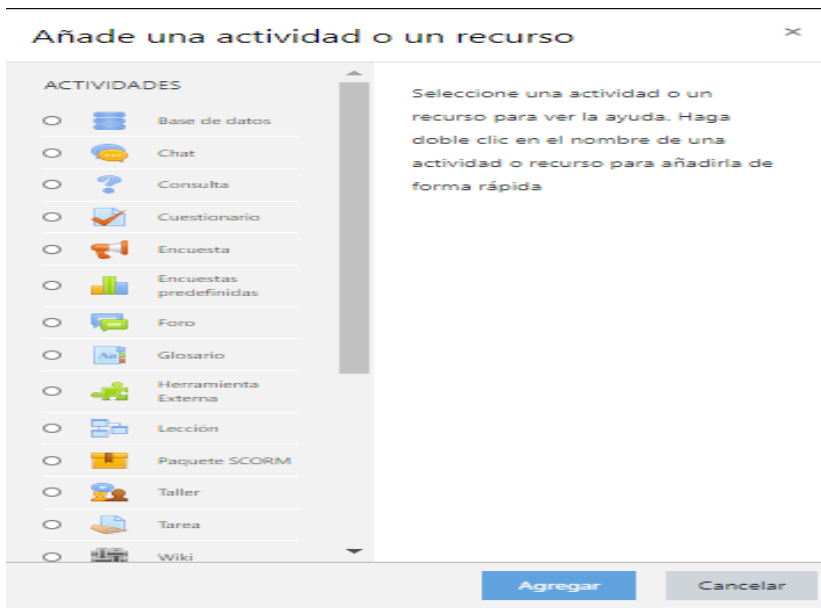 Añade una actividad o un recurso
×
ACTIVIDADES
Base de datos
Chat
Consulta
Cuestionario
Encuesta
Encuestas
predefinidas
Foro
Aa
Glosario
Herramienta
Externa
Lección
Paquete SCORM
Taller
Tarea
Wiki
Seleccione una actividad o un
recurso para ver la ayuda. Haga
doble clic en el nombre de una
actividad o recurso para añadirla de
forma rápida
Agregar
Cancelar